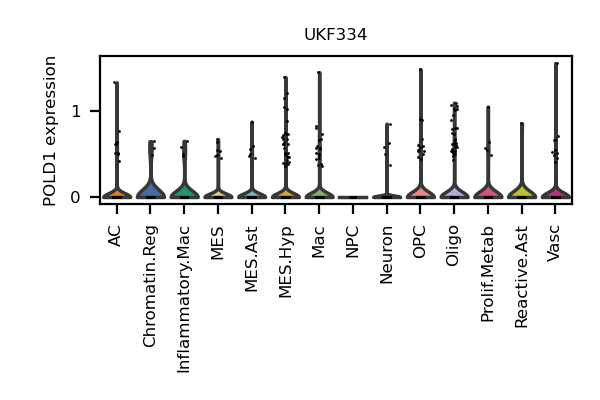 UKF334
POLD1 expression
1
0
AC
Chromatin.Reg
Inflammatory.Mac
MES
MES.Ast
MES.Hyp
Mac
NPC
Neuron
OPC
Oligo
Prolif.Metab
Reactive.Ast
Vasc